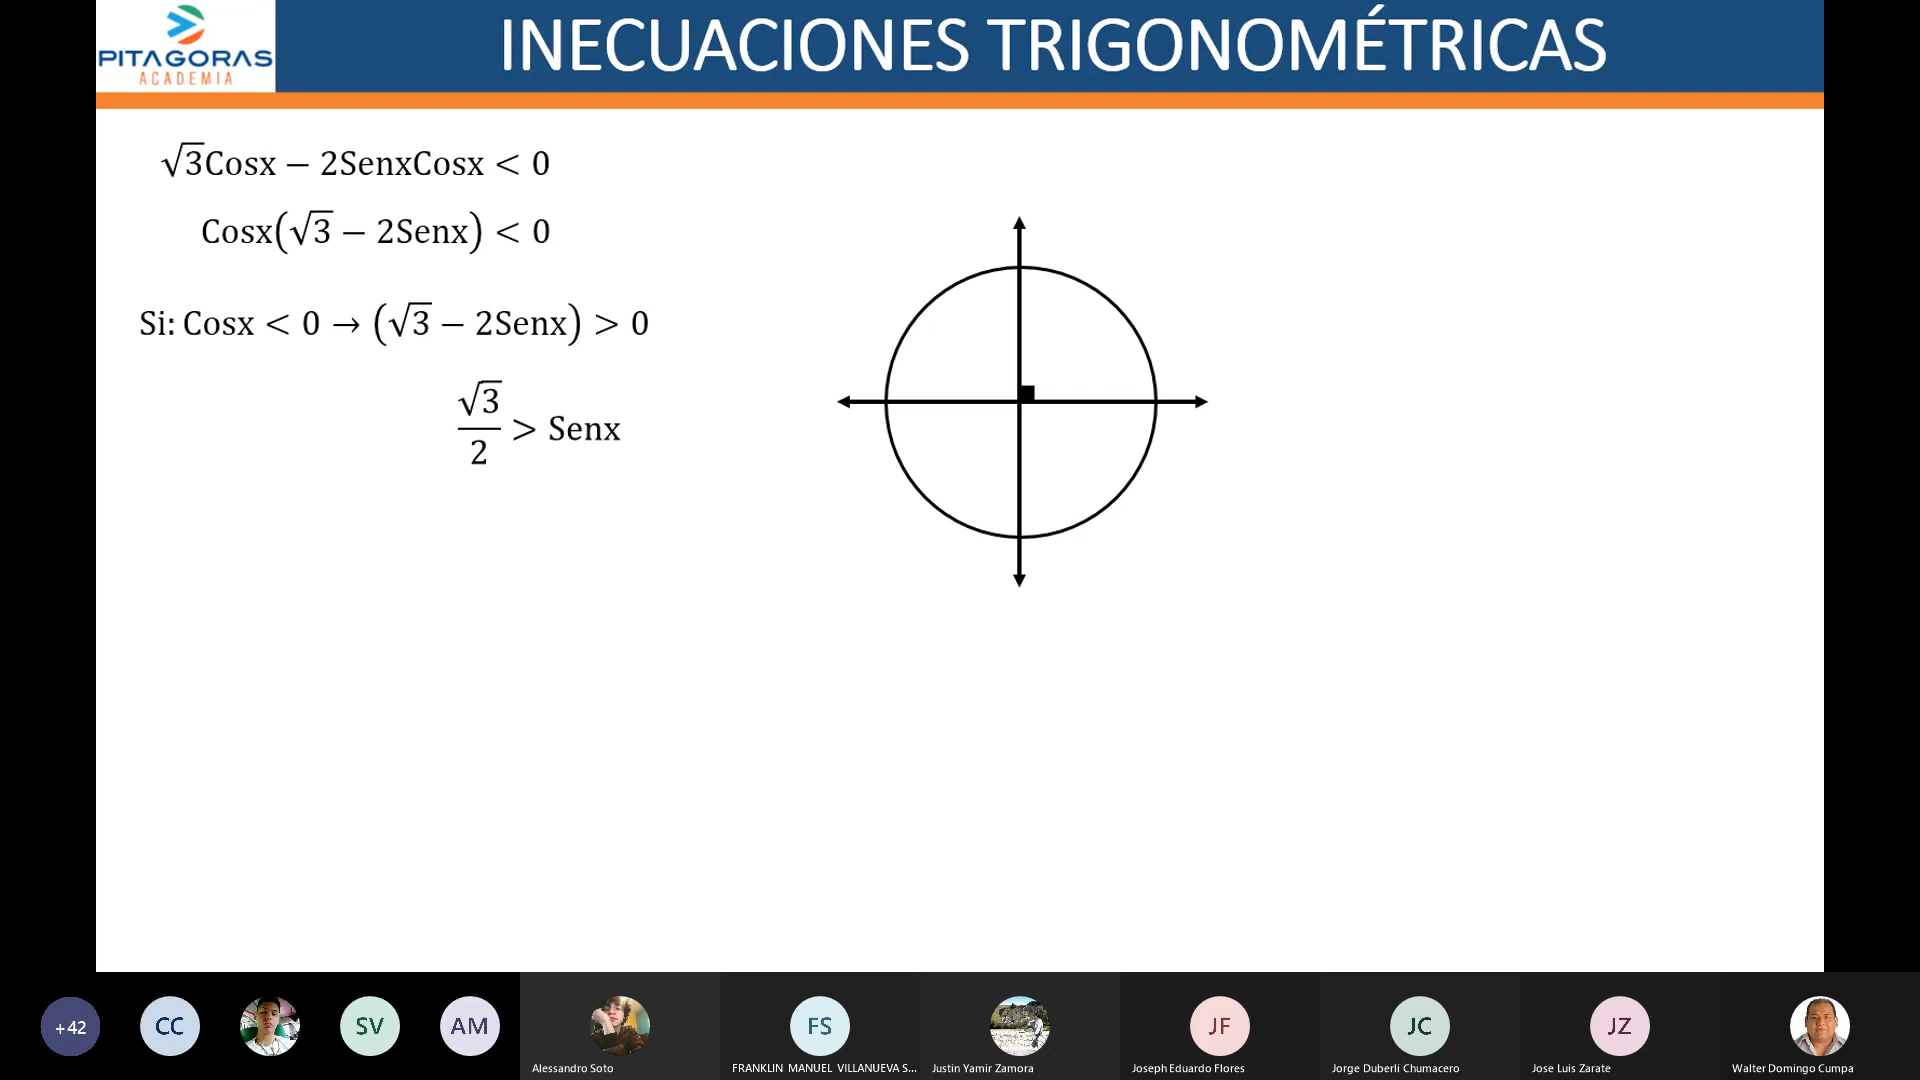 PITAGORAS
ACADEMIA
INECUACIONES TRIGONOMÉTRICAS
√3Cosx − 2SenxCosx < 0
Cosx(√3 − 2Senx) < 0
Si: Cosx < 0 → (√3 − 2Senx) > 0
√3/2 > Senx
+42
CC
SV
AM
FS
JF
JC
JZ
Alessandro Soto
FRANKLIN MANUEL VILLANUEVA S...
Justin Yamir Zamora
Joseph Eduardo Flores
Jorge Duberli Chumacero
Jose Luis Zarate
Walter Domingo Cumpa